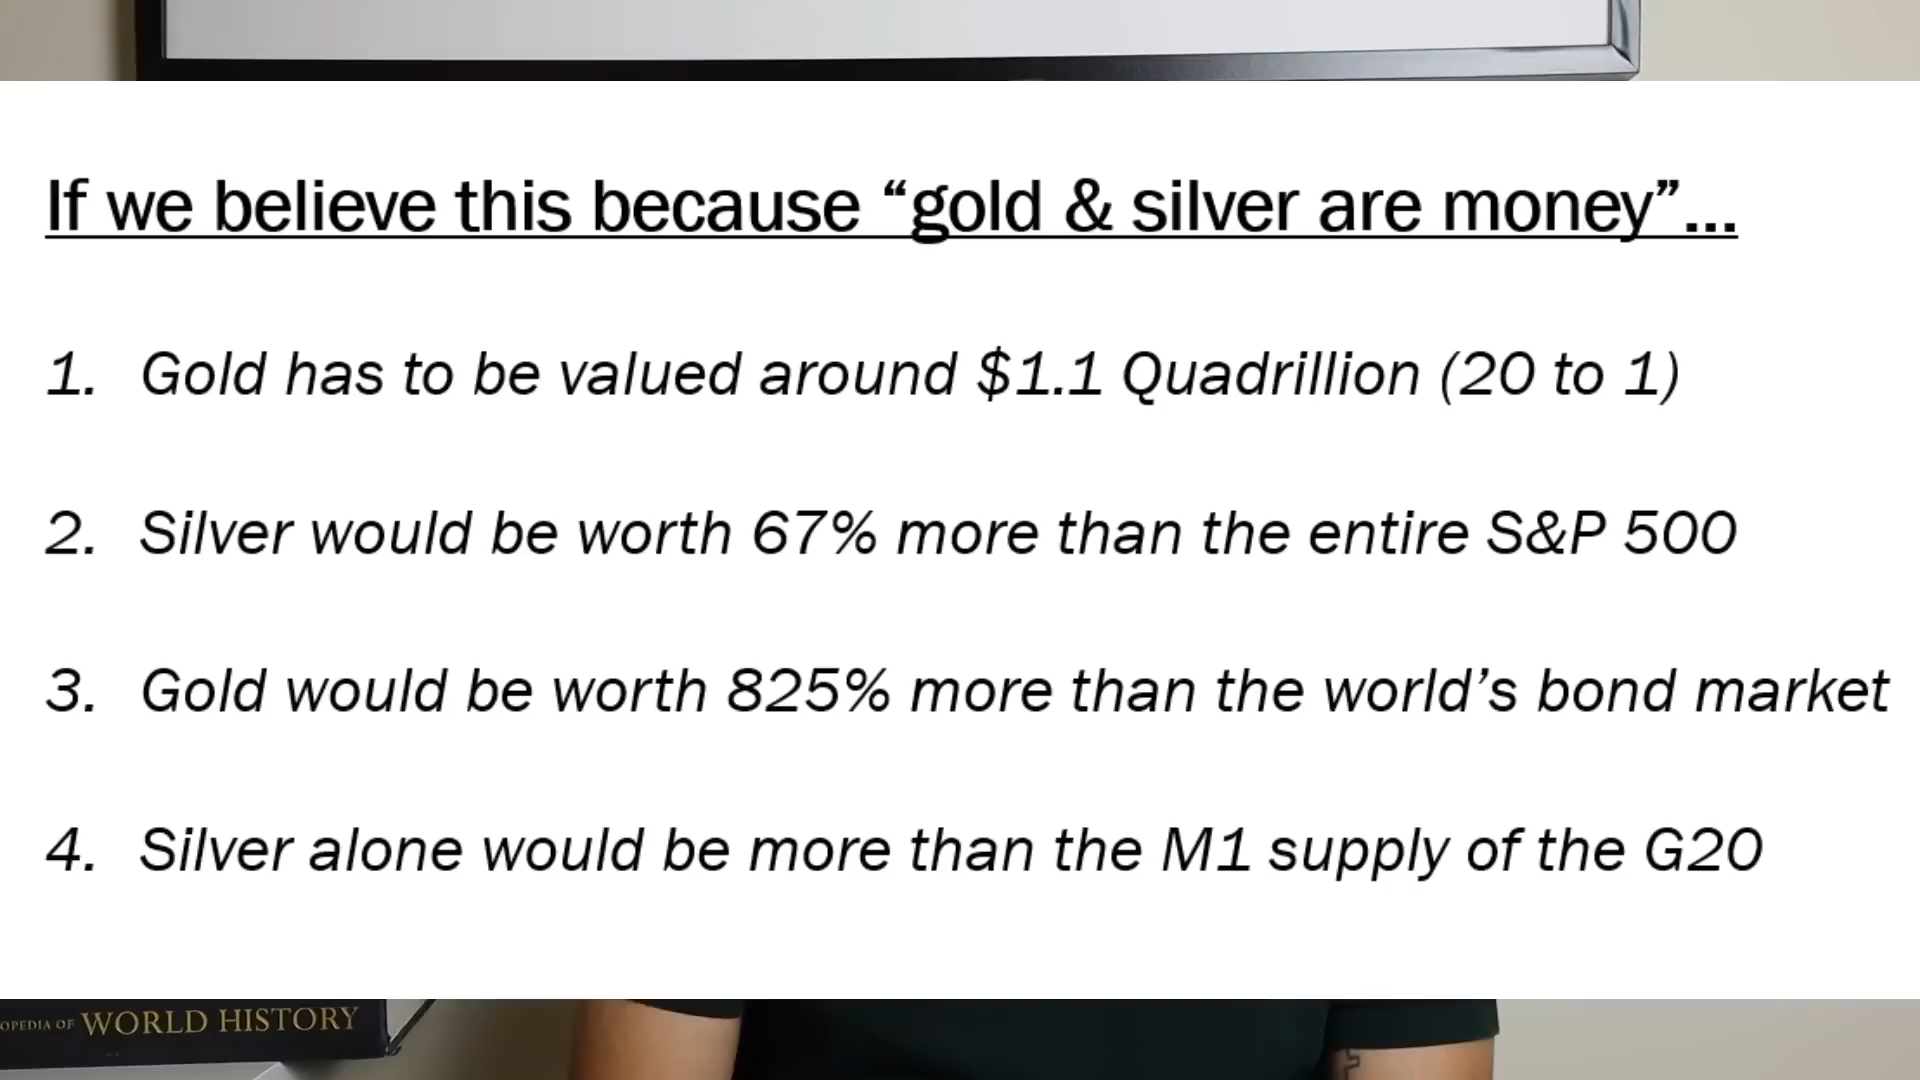 If we believe this because “gold & silver are money”...
1. Gold has to be valued around $1.1 Quadrillion (20 to 1)
2. Silver would be worth 67% more than the entire S&P 500
3. Gold would be worth 825% more than the world’s bond market
4. Silver alone would be more than the M1 supply of the G20
OPEDIA OF WORLD HISTORY